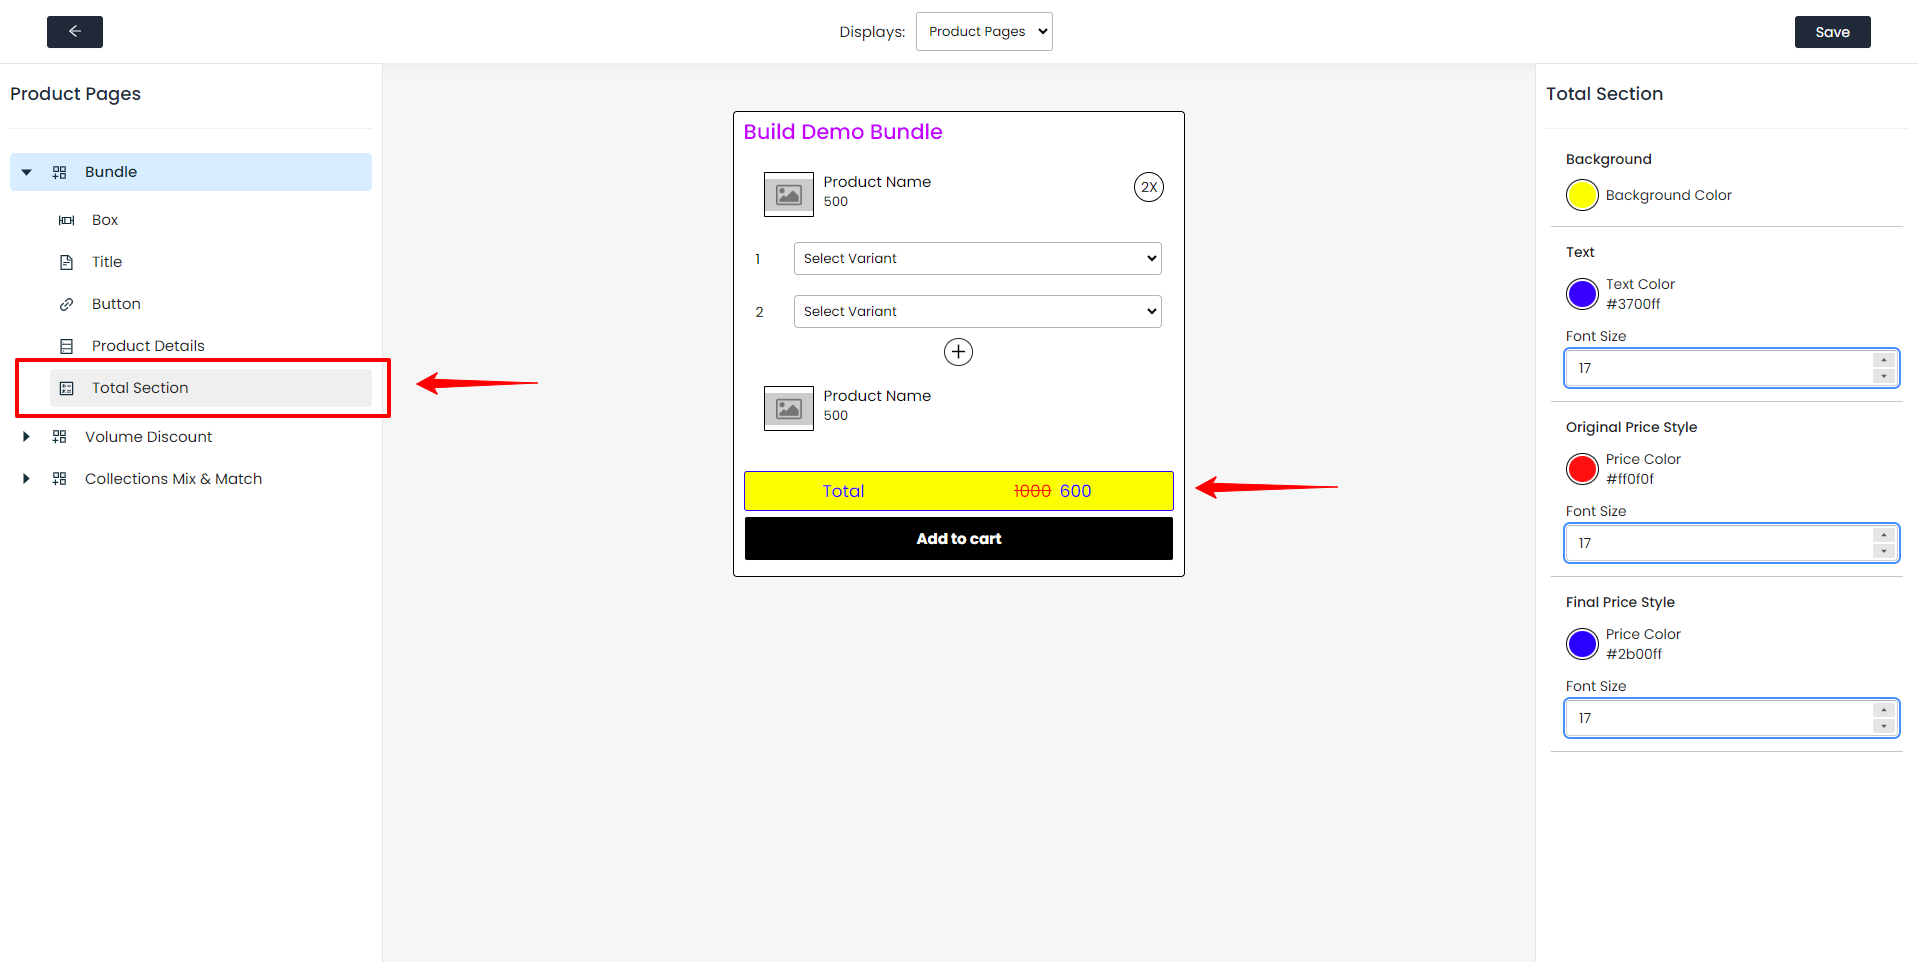 Displays:
Product Pages
Save
Product Pages
Bundle
Box
Title
Button
Product Details
Total Section
Volume Discount
Collections Mix & Match
Build Demo Bundle
Product Name
500
2X
1
Select Variant
2
Select Variant
Product Name
500
Total 1000 600
Add to cart
Total Section
Background
Background Color
Text
Text Color
#3700ff
Font Size
17
Original Price Style
Price Color
#ff0f0f
Font Size
17
Final Price Style
Price Color
#2b00ff
Font Size
17